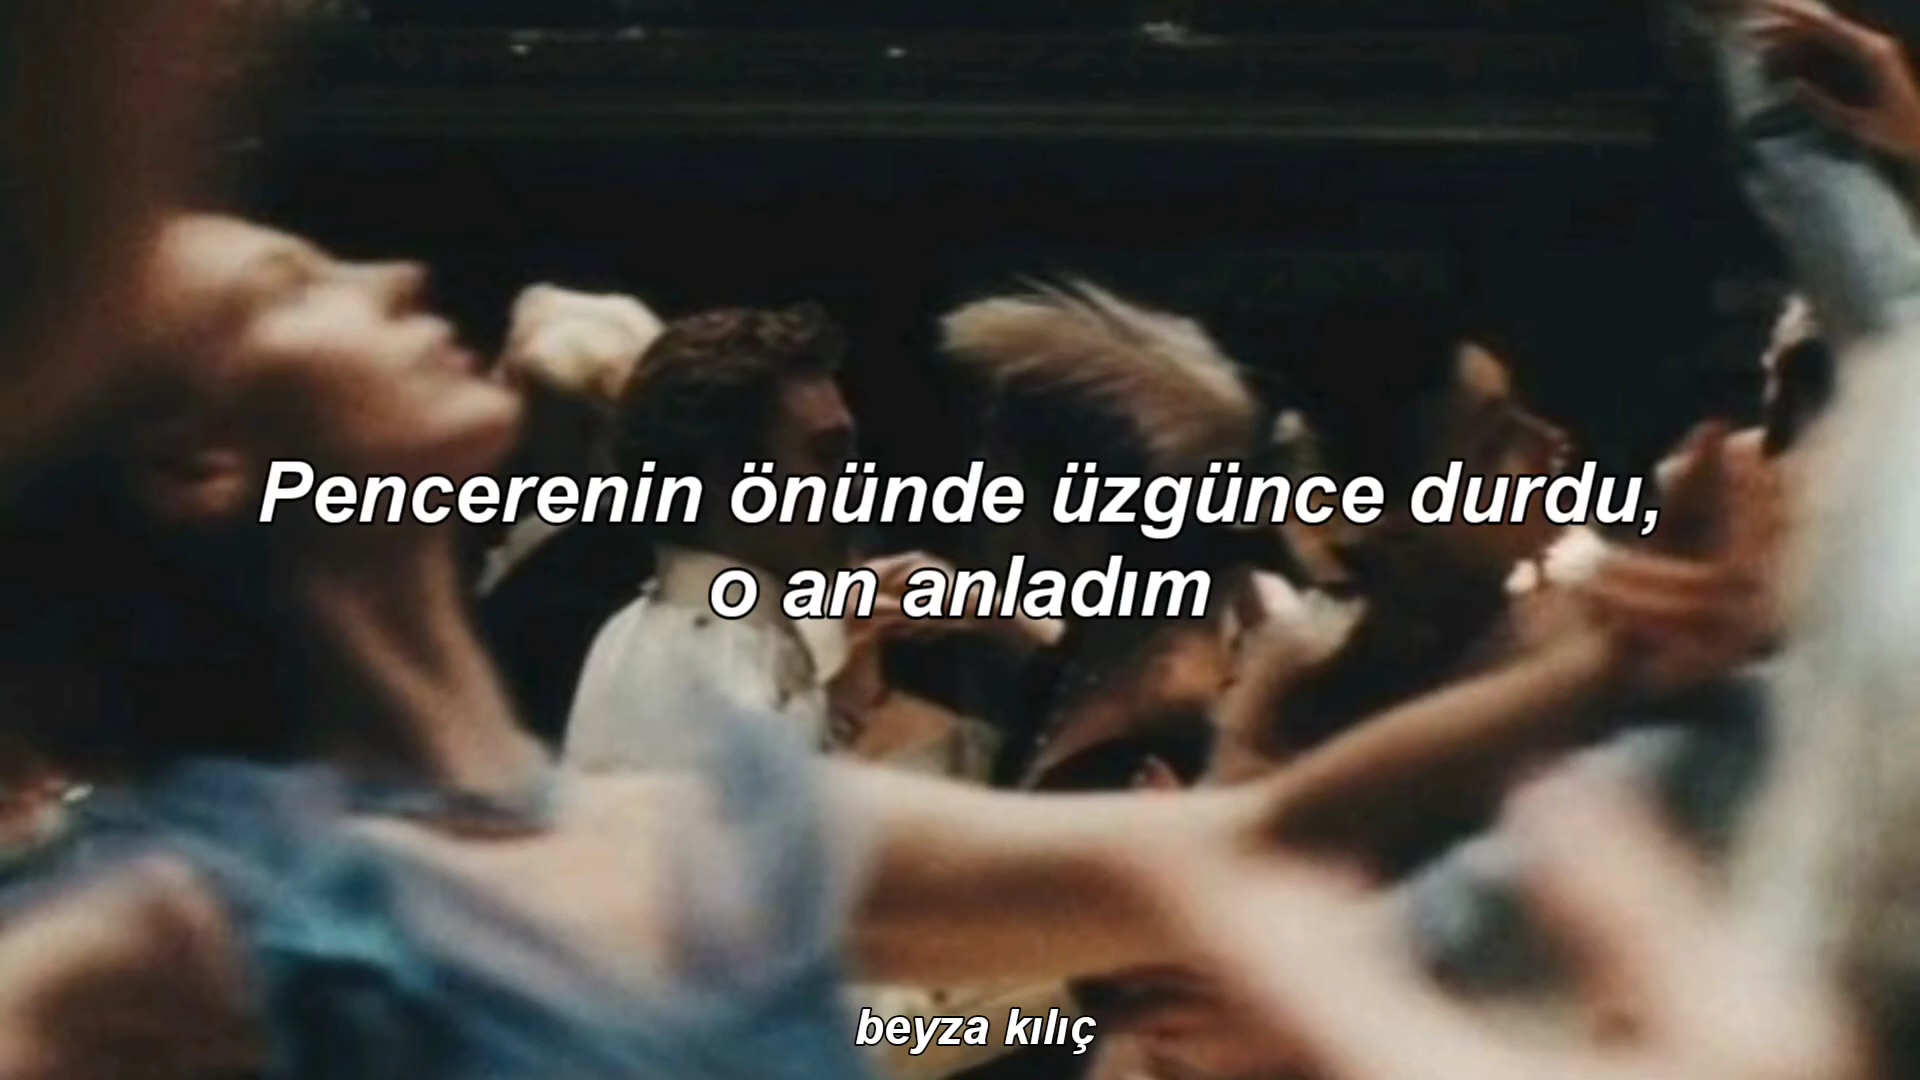 Pencerenin önünde üzgünce durdu,
o an anladım
beyza kılıç